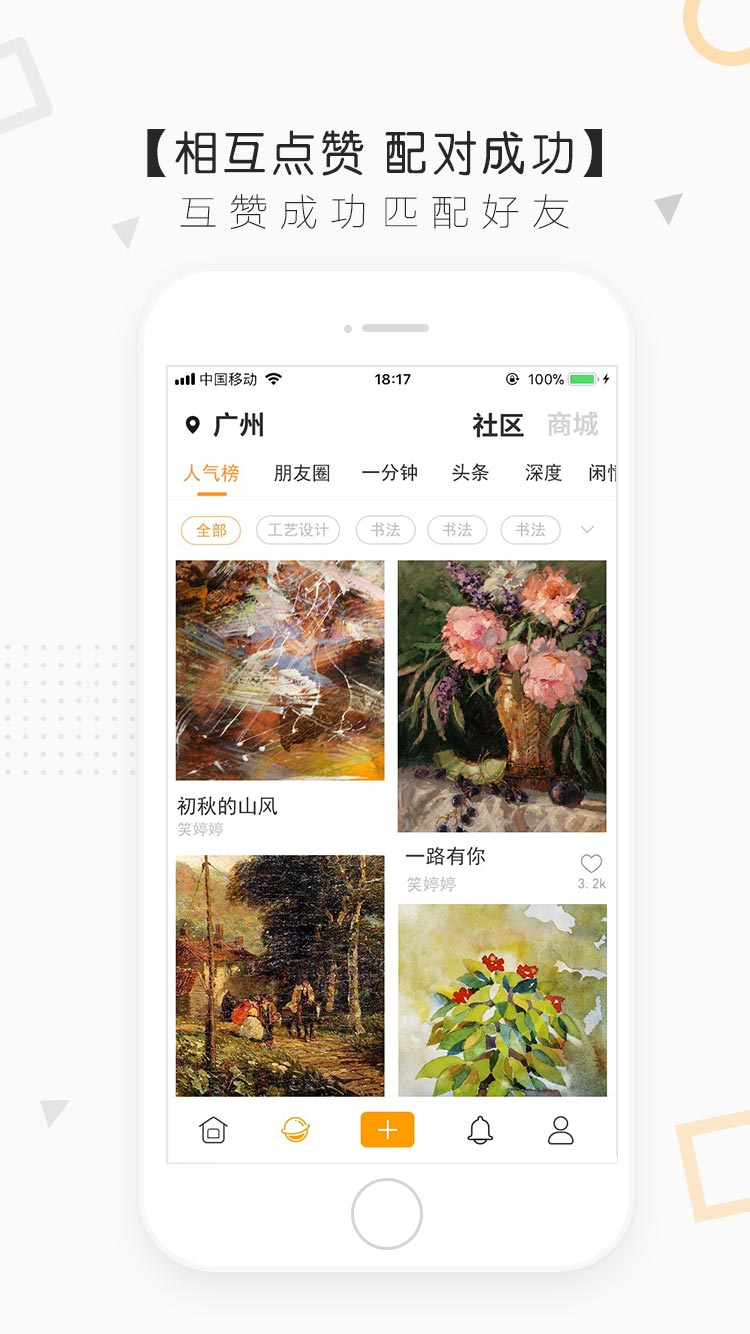 【相互点赞 配对成功】
互赞成功匹配好友
中国移动 18:17 100%
广州 社区 商城
人气榜 朋友圈 一分钟 头条 深度 闲
全部 工艺设计 书法 书法 书法
初秋的山风
笑婷婷
一路有你
笑婷婷 3.2k